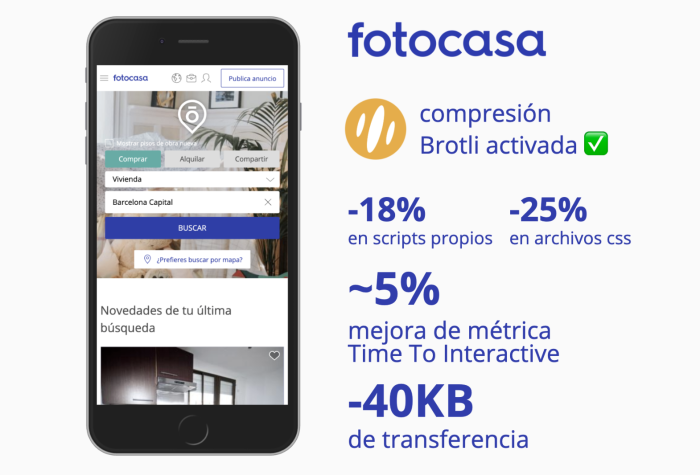 fotocasa
Publica anuncio
Mostrar pisos de obra nueva
Comprar
Alquilar
Compartir
Vivienda
Barcelona Capital
BUSCAR
¿Prefieres buscar por mapa?
Novedades de tu última
búsqueda
fotocasa
compresión
Brotli activada
-18%
en scripts propios
-25%
en archivos css
~5%
mejora de métrica
Time To Interactive
-40KB
de transferencia